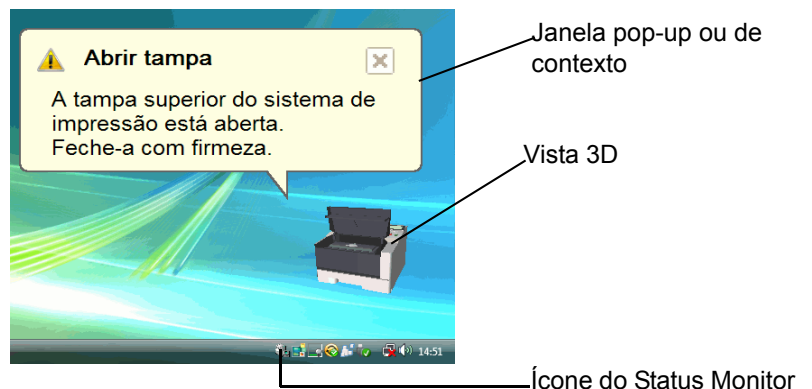 Abrir tampa
A tampa superior do sistema de
impressão está aberta.
Feche-a com firmeza.
Janela pop-up ou de
contexto
Vista 3D
14:51
Ícone do Status Monitor